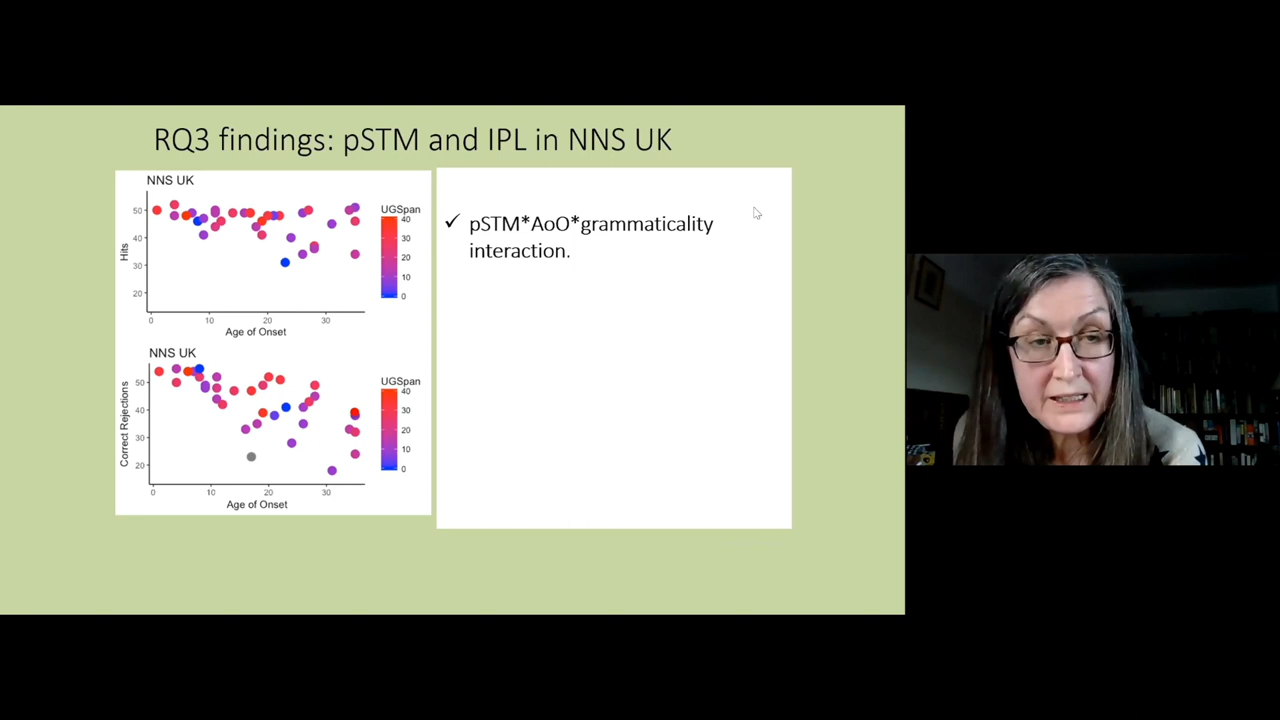 RQ3 findings: pSTM and IPL in NNS UK
NNS UK
Hits
50
40
30
20
0
10
20
30
Age of Onset
UGSpan
40
30
20
10
0
NNS UK
Correct Rejections
50
40
30
20
0
10
20
30
Age of Onset
UGSpan
40
30
20
10
0
✓ pSTM*AoO*grammaticality
interaction.